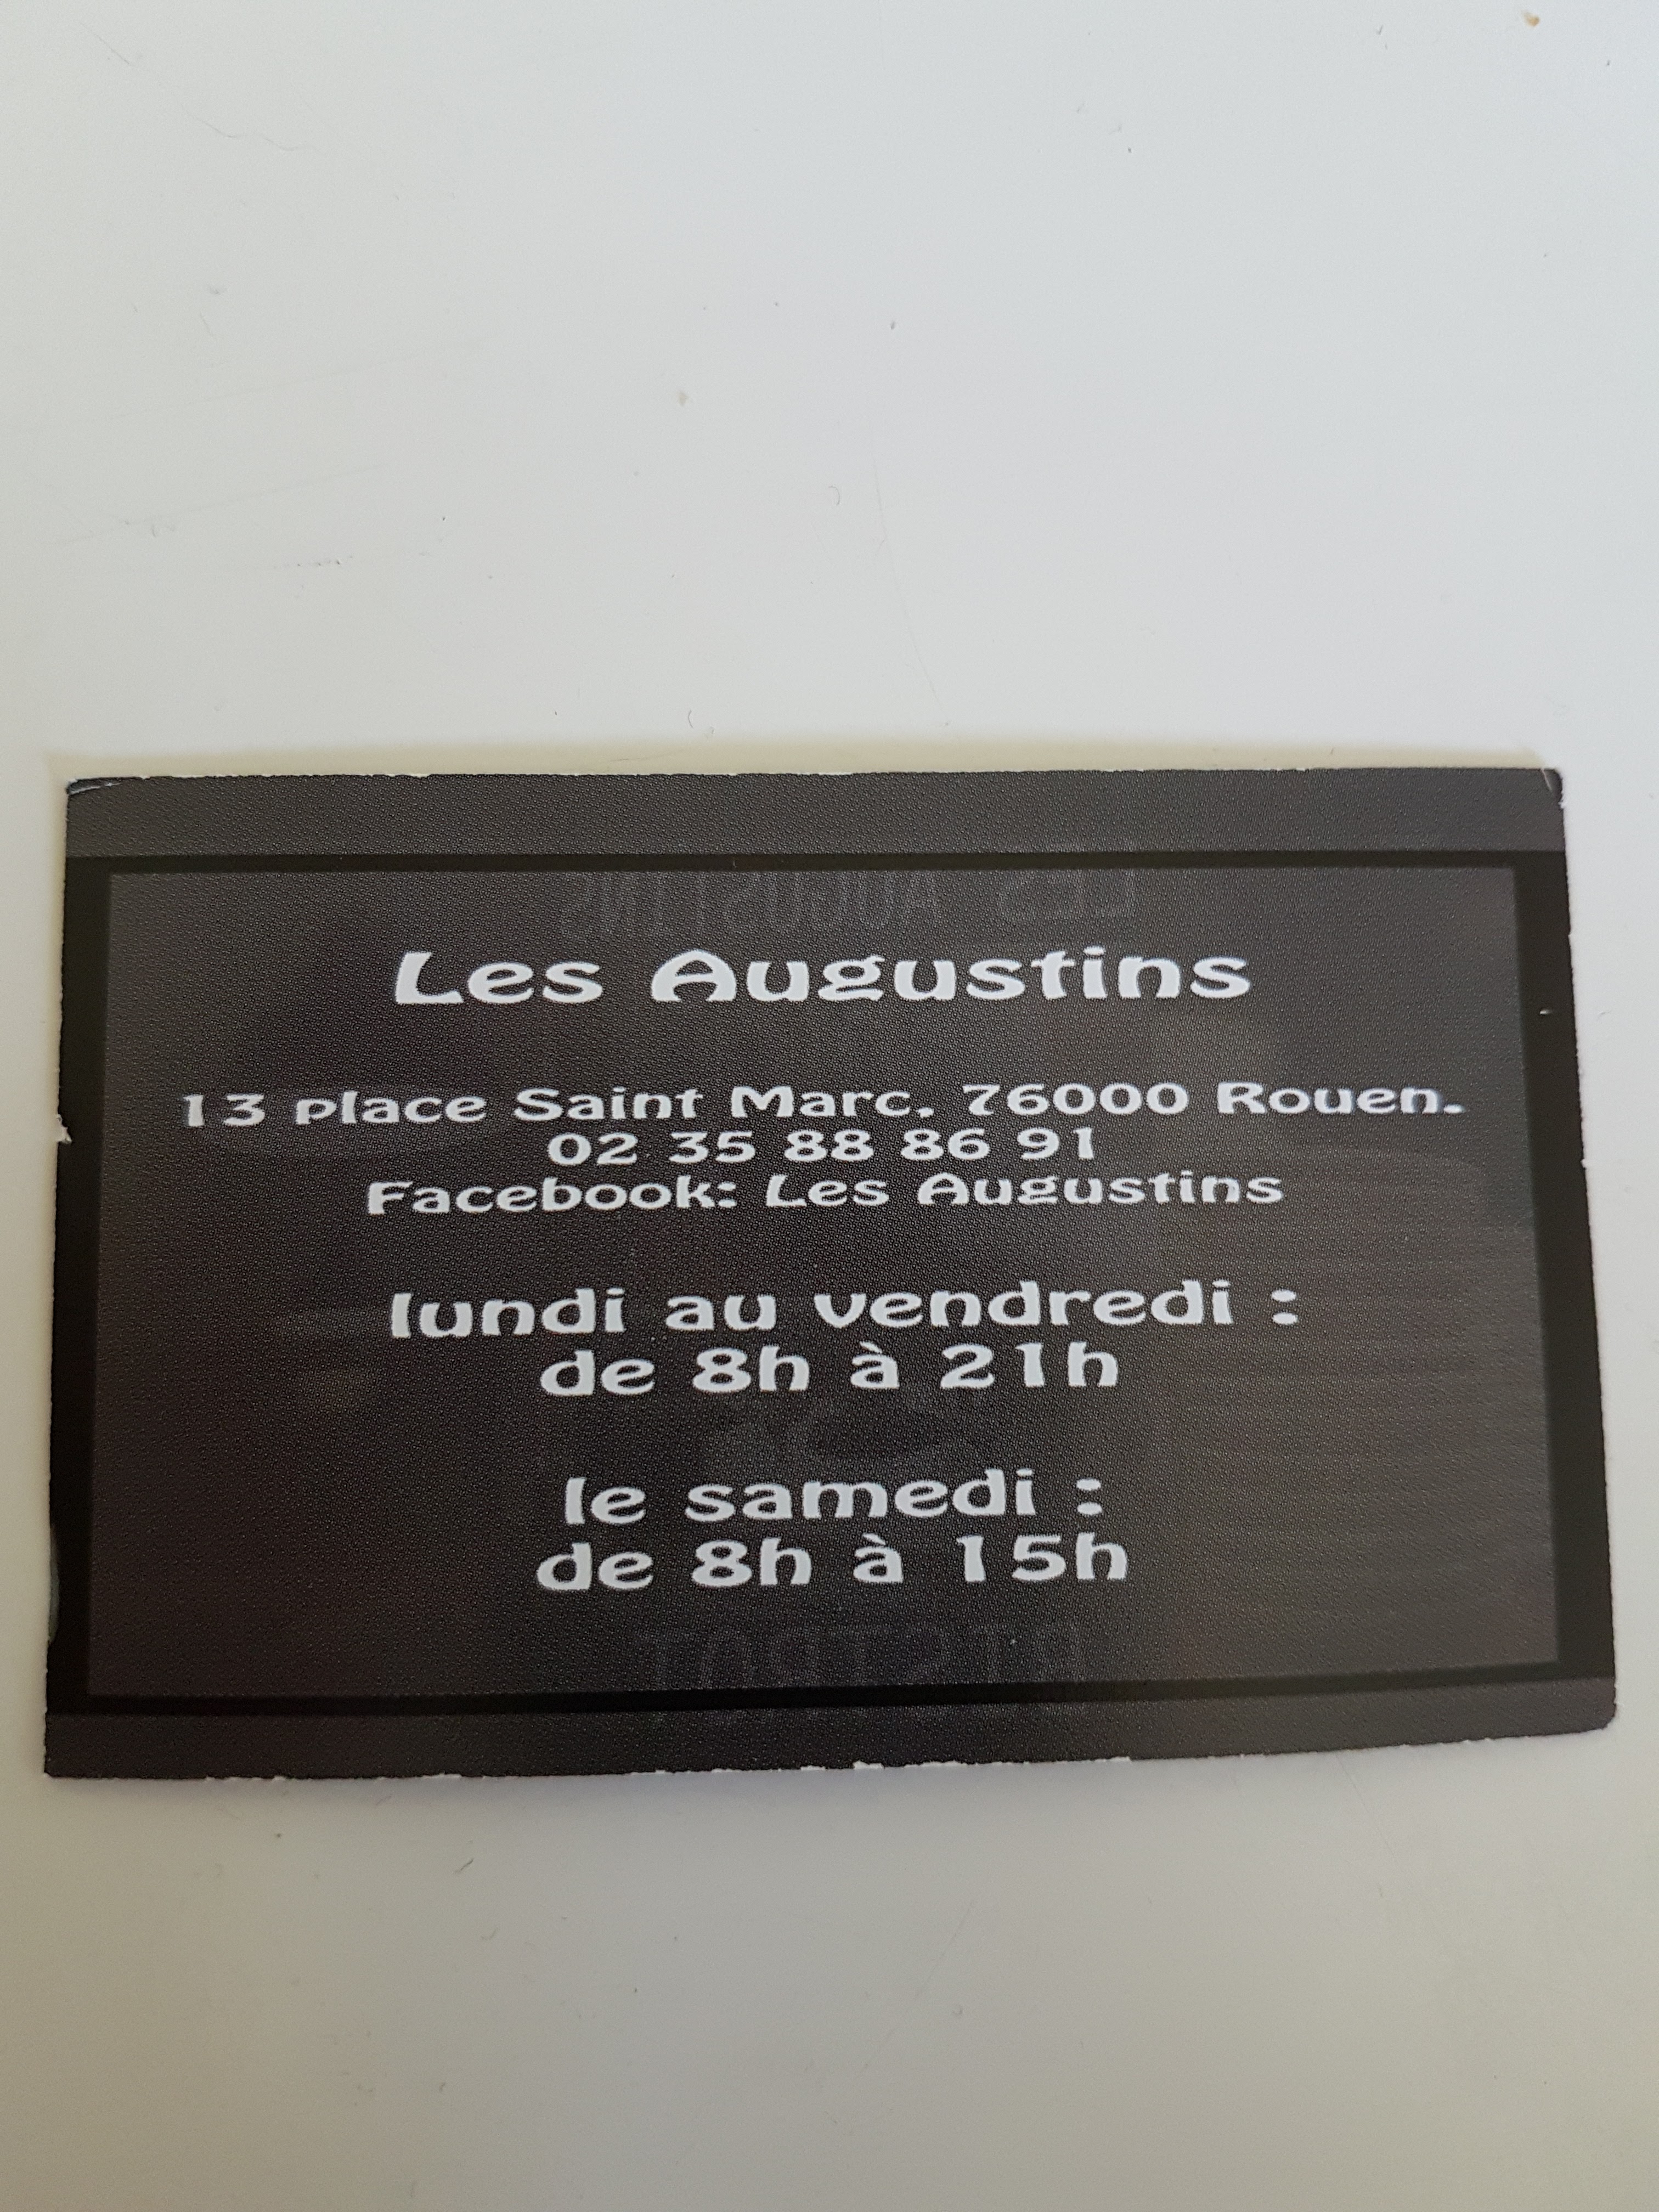 Les Augustins
13 place Saint Marc. 76000 Rouen.
02 35 88 86 91
Facebook: Les Augustins
lundi au vendredi :
de 8h à 21h
le samedi :
de 8h à 15h